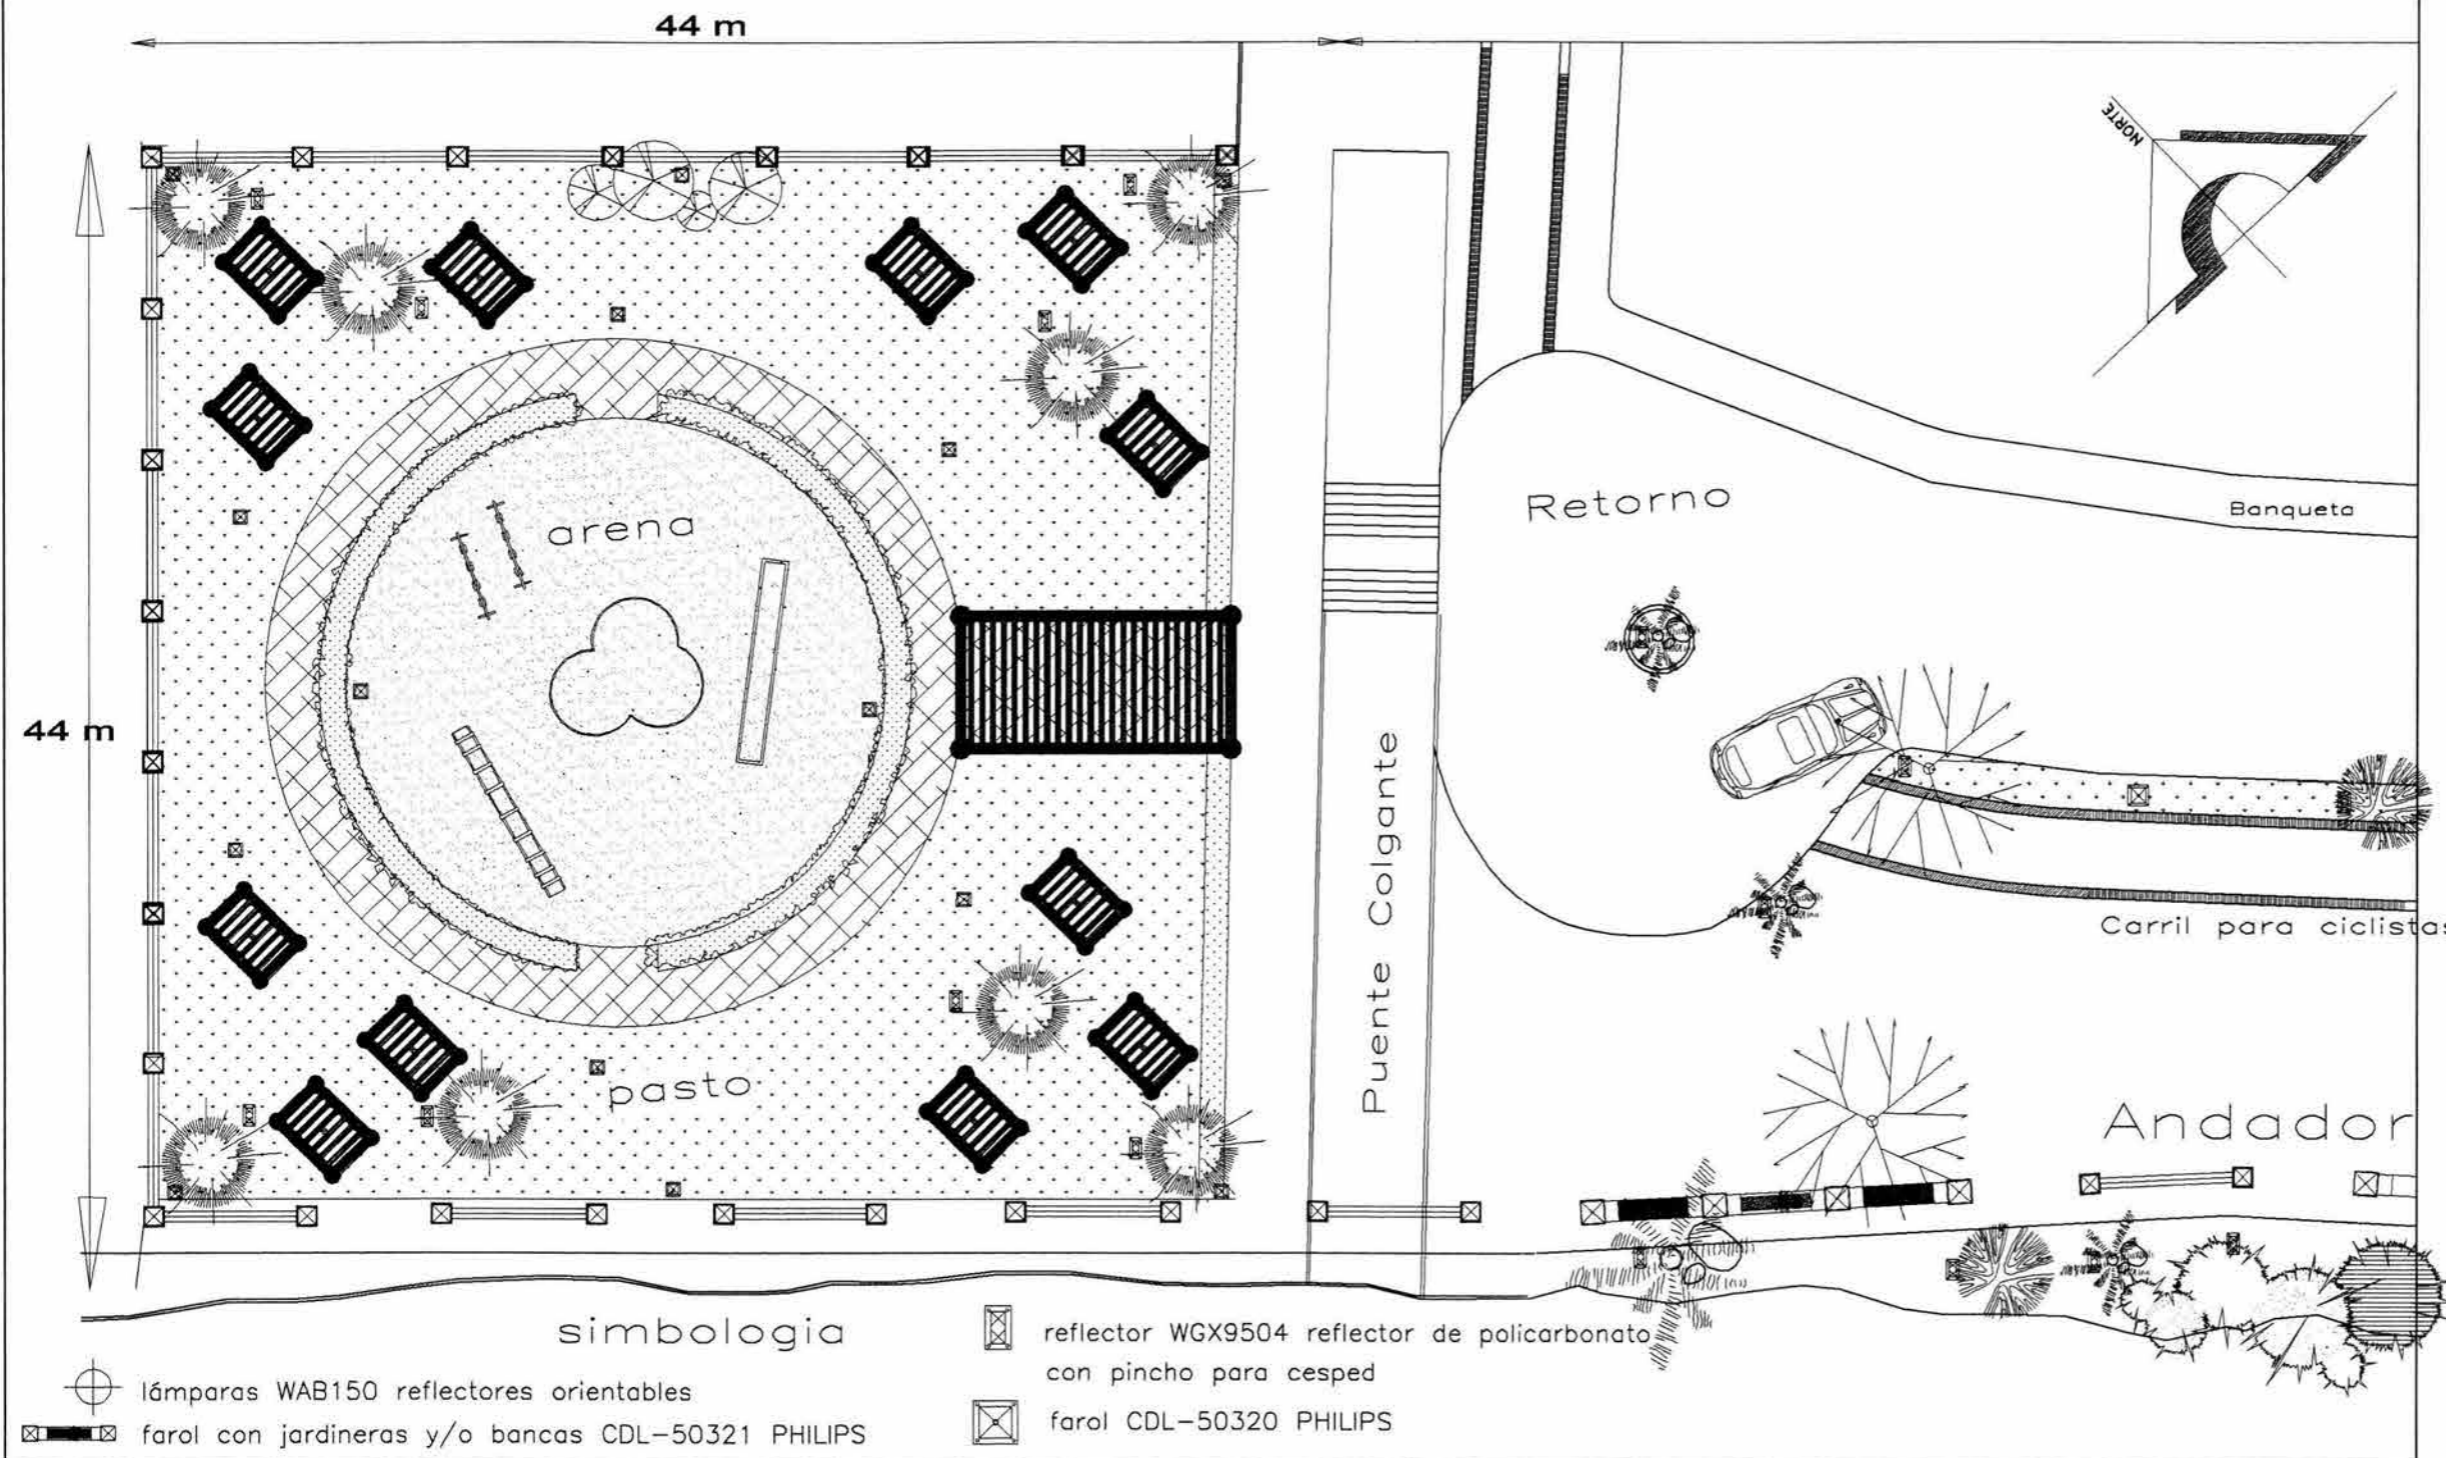 44 m
NORTE
Retorno
Banqueta
arena
44 m
Puente Colgante
Carril para ciclistas
pasto
Andador
simbologia
reflector WGX9504 reflector de policarbonato
con pincho para cesped
lámparas WAB150 reflectores orientables
farol CDL-50320 PHILIPS
farol con jardineras y/o bancas CDL-50321 PHILIPS